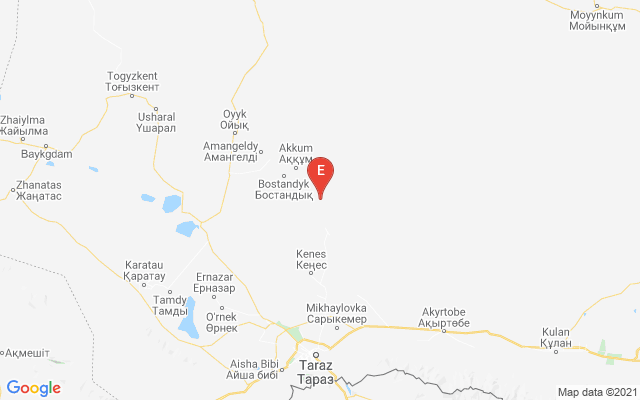 Moyynkum
Мойынқұм
Togyzkent
Тоғызкент
Usharal
Үшарал
Oyyk
Ойық
Zhaiylma
Жайылма
Baykgdam
Amangeldy
Амангелді
Akkum
Аққұм
E
Bostandyk
Бостандық
Zhanatas
Жаңатас
Karatau
Қаратау
Kenes
Кеңес
Ernazar
Ерназар
Tamdy
Тамды
O'rnek
Өрнек
Mikhaylovka
Сарыкемер
Akyrtobe
Ақыртөбе
Kulan
Құлан
Ақмешіт
Aisha Bibi
Айша бибі
Taraz
Тараз
Google
Map data ©2021